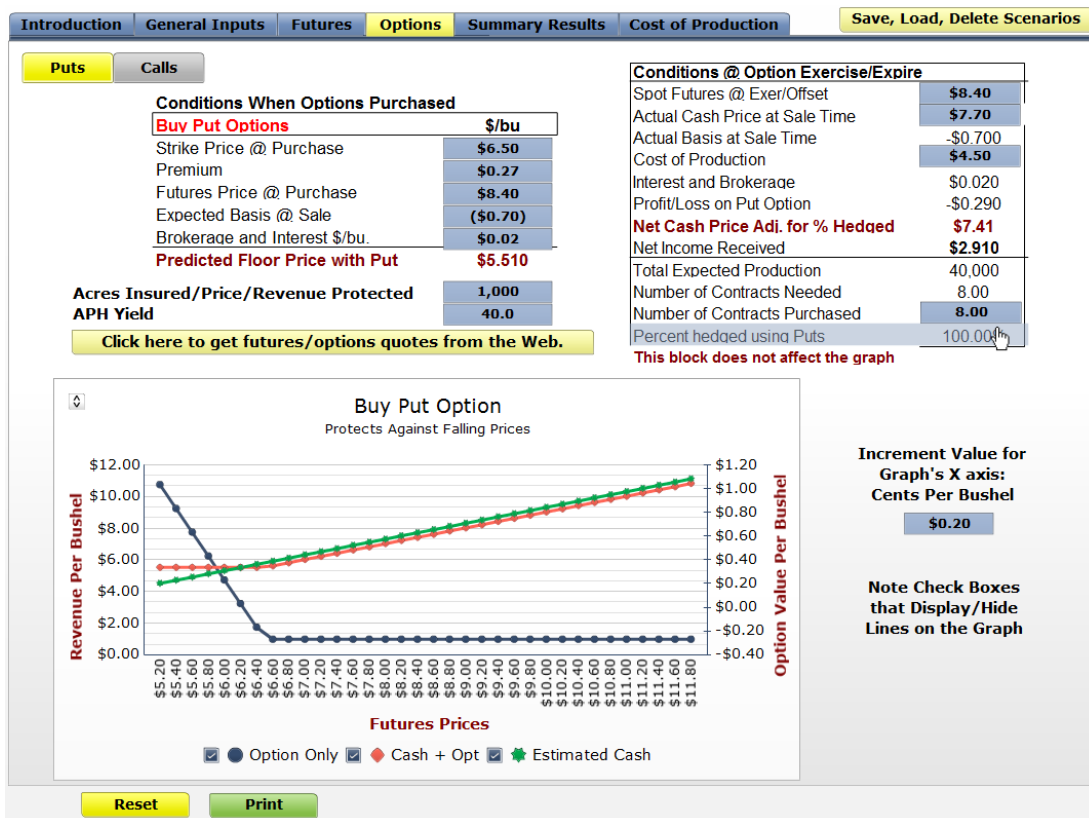 Introduction General Inputs Futures Options Summary Results Cost of Production Save, Load, Delete Scenarios
Puts Calls
Conditions When Options Purchased
Buy Put Options $/bu
Strike Price @ Purchase $6.50
Premium $0.27
Futures Price @ Purchase $8.40
Expected Basis @ Sale ($0.70)
Brokerage and Interest $/bu. $0.02
Predicted Floor Price with Put $5.510
Acres Insured/Price/Revenue Protected 1,000
APH Yield 40.0
Click here to get futures/options quotes from the Web.
Conditions @ Option Exercise/Expire
Spot Futures @ Exer/Offset $8.40
Actual Cash Price at Sale Time $7.70
Actual Basis at Sale Time -$0.700
Cost of Production $4.50
Interest and Brokerage $0.020
Profit/Loss on Put Option -$0.290
Net Cash Price Adj. for % Hedged $7.41
Net Income Received $2.910
Total Expected Production 40,000
Number of Contracts Needed 8.00
Number of Contracts Purchased 8.00
Percent hedged using Puts 100.00
This block does not affect the graph
Buy Put Option
Protects Against Falling Prices
Revenue Per Bushel
$12.00
$10.00
$8.00
$6.00
$4.00
$2.00
$0.00
$1.20
$1.00
$0.80
$0.60
$0.40
$0.20
$0.00
-$0.20
-$0.40
Option Value Per Bushel
$5.20 $5.40 $5.60 $5.80 $6.00 $6.20 $6.40 $6.60 $6.80 $7.00 $7.20 $7.40 $7.60 $7.80 $8.00 $8.20 $8.40 $8.60 $8.80 $9.00 $9.20 $9.40 $9.60 $9.80 $10.00 $10.20 $10.40 $10.60 $10.80 $11.00 $11.20 $11.40 $11.60 $11.80
Futures Prices
Option Only Cash + Opt Estimated Cash
Increment Value for
Graph's X axis:
Cents Per Bushel
$0.20
Note Check Boxes
that Display/Hide
Lines on the Graph
Reset Print